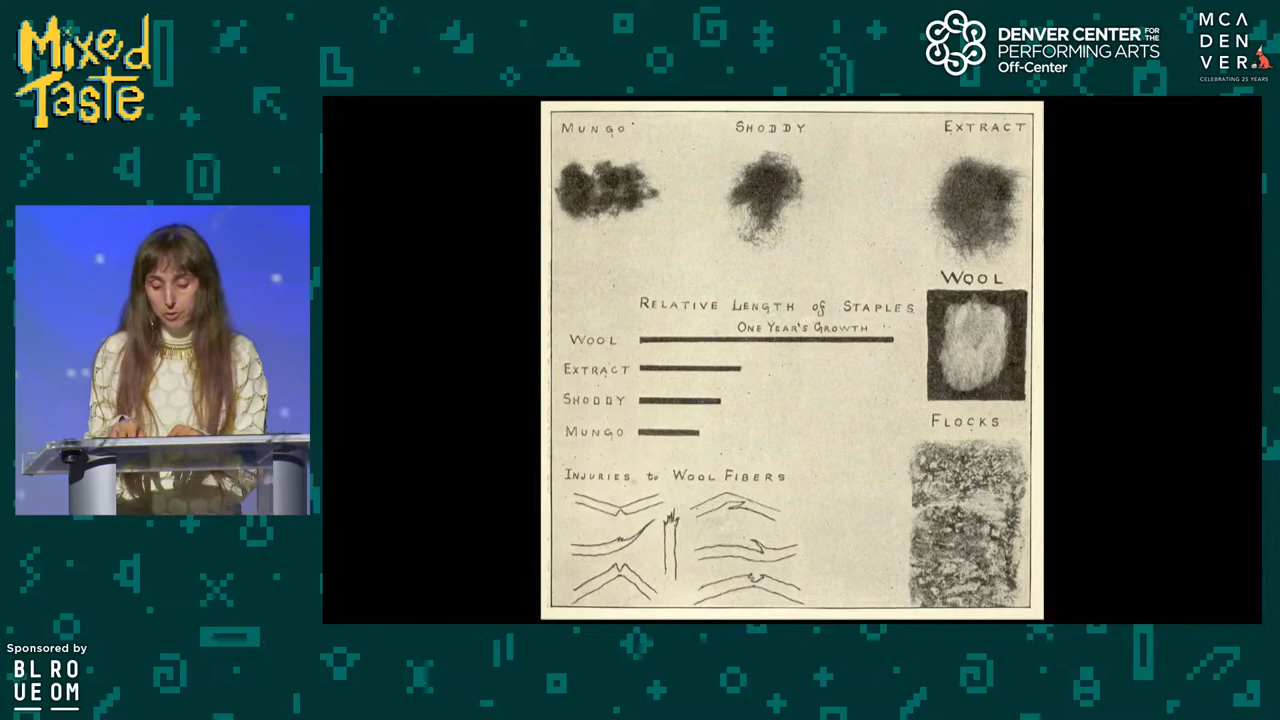 Mixed
Taste
DENVER CENTER FOR THE
PERFORMING ARTS
Off-Center
MCA
DEN
VER
CELEBRATING 25 YEARS
MUNGO
SHODDY
EXTRACT
WOOL
RELATIVE LENGTH of STAPLES
ONE YEAR'S GROWTH
WOOL
EXTRACT
SHODDY
MUNGO
FLOCKS
INJURIES to WOOL FIBERS
Sponsored by
BL RO
UE OM